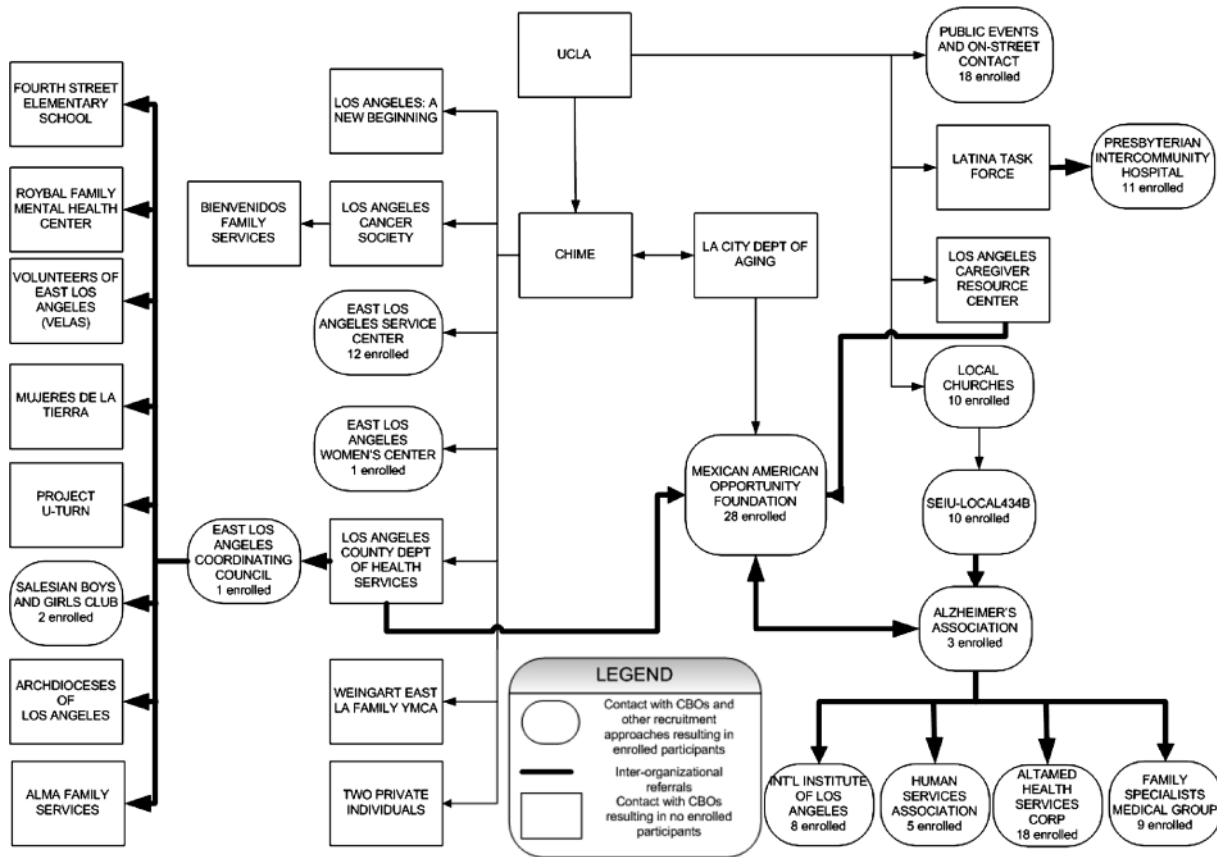 UCLA
PUBLIC EVENTS
AND ON-STREET
CONTACT
18 enrolled
FOURTH STREET
ELEMENTARY
SCHOOL
LOS ANGELES: A
NEW BEGINNING
LATINA TASK
FORCE
PRESBYTERIAN
INTERCOMMUNITY
HOSPITAL
11 enrolled
ROYBAL FAMILY
MENTAL HEALTH
CENTER
BIENVENIDOS
FAMILY
SERVICES
LOS ANGELES
CANCER
SOCIETY
CHIME
LA CITY DEPT OF
AGING
LOS ANGELES
CAREGIVER
RESOURCE
CENTER
VOLUNTEERS OF
EAST LOS
ANGELES
(VELAS)
EAST LOS
ANGELES SERVICE
CENTER
12 enrolled
LOCAL
CHURCHES
10 enrolled
MUJERES DE LA
TIERRA
EAST LOS
ANGELES
WOMEN'S CENTER
1 enrolled
MEXICAN AMERICAN
OPPORTUNITY
FOUNDATION
28 enrolled
SEIU-LOCAL434B
10 enrolled
PROJECT
U-TURN
EAST LOS
ANGELES
COORDINATING
COUNCIL
1 enrolled
LOS ANGELES
COUNTY DEPT
OF HEALTH
SERVICES
SALESIAN BOYS
AND GIRLS CLUB
2 enrolled
ALZHEIMER'S
ASSOCIATION
3 enrolled
ARCHDIOCESES
OF
LOS ANGELES
WEINGART EAST
LA FAMILY YMCA
LEGEND
Contact with CBOs and
other recruitment
approaches resulting in
enrolled participants
Inter-organizational
referrals
Contact with CBOs
resulting in no enrolled
participants
ALMA FAMILY
SERVICES
TWO PRIVATE
INDIVIDUALS
INT'L INSTITUTE
OF LOS
ANGELES
8 enrolled
HUMAN
SERVICES
ASSOCIATION
5 enrolled
ALTAMED
HEALTH
SERVICES
CORP
18 enrolled
FAMILY
SPECIALISTS
MEDICAL GROUP
9 enrolled